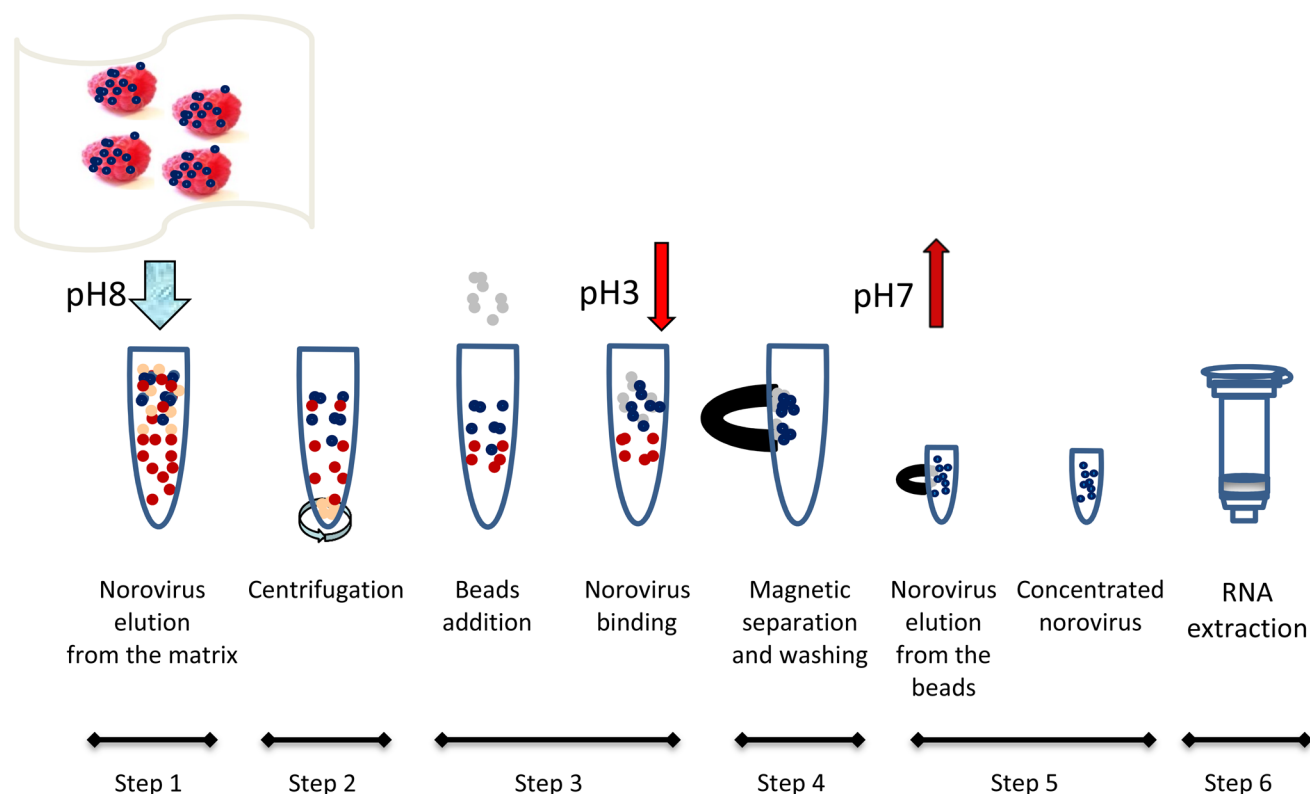 pH8
pH3
pH7
Norovirus
elution
from the matrix
Centrifugation
Beads
addition
Norovirus
binding
Magnetic
separation
and washing
Norovirus
elution
from the
beads
Concentrated
norovirus
RNA
extraction
Step 1
Step 2
Step 3
Step 4
Step 5
Step 6